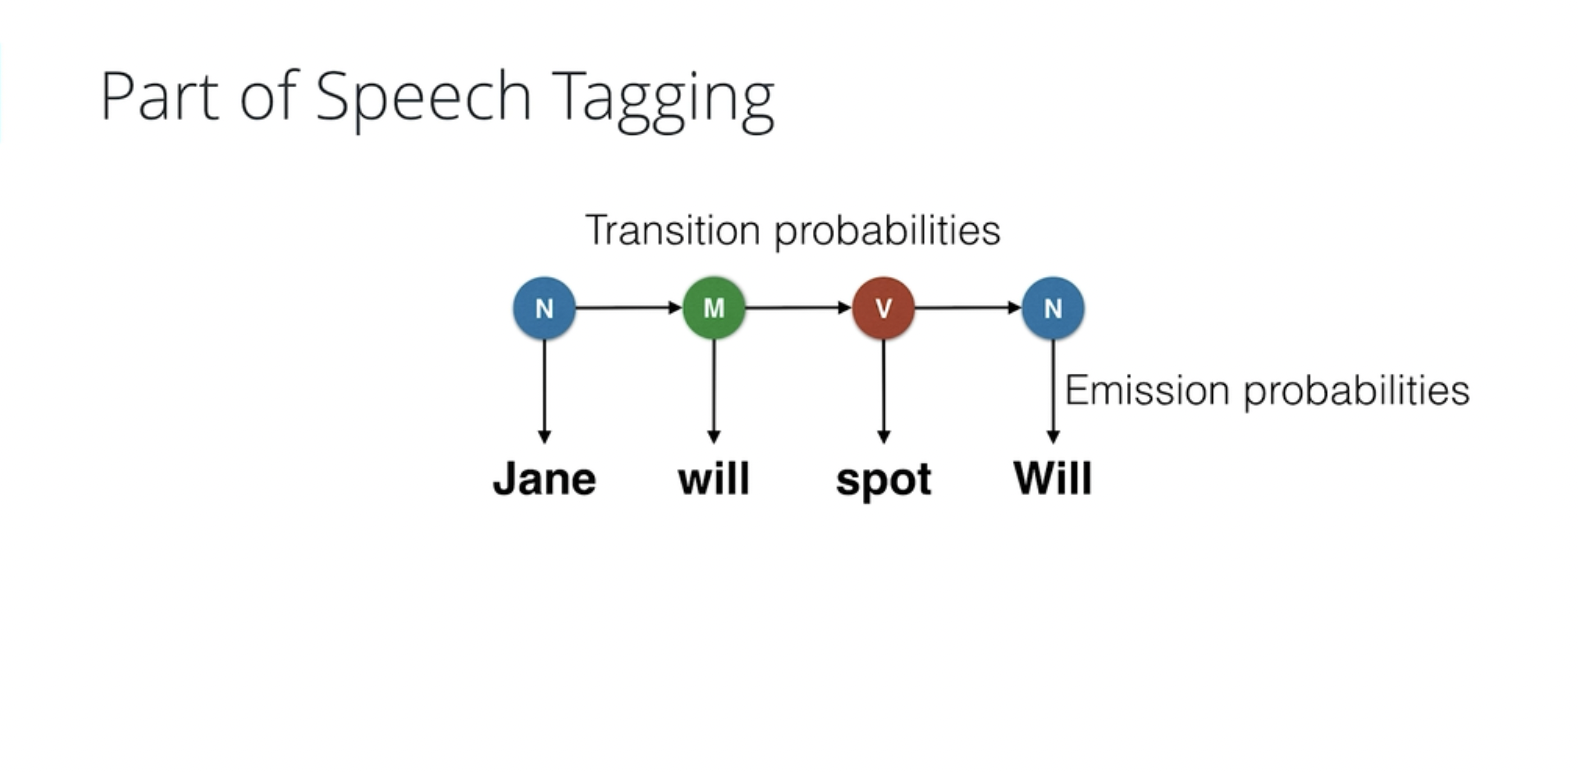 Part of Speech Tagging
Transition probabilities
N M V N
Emission probabilities
Jane will spot Will